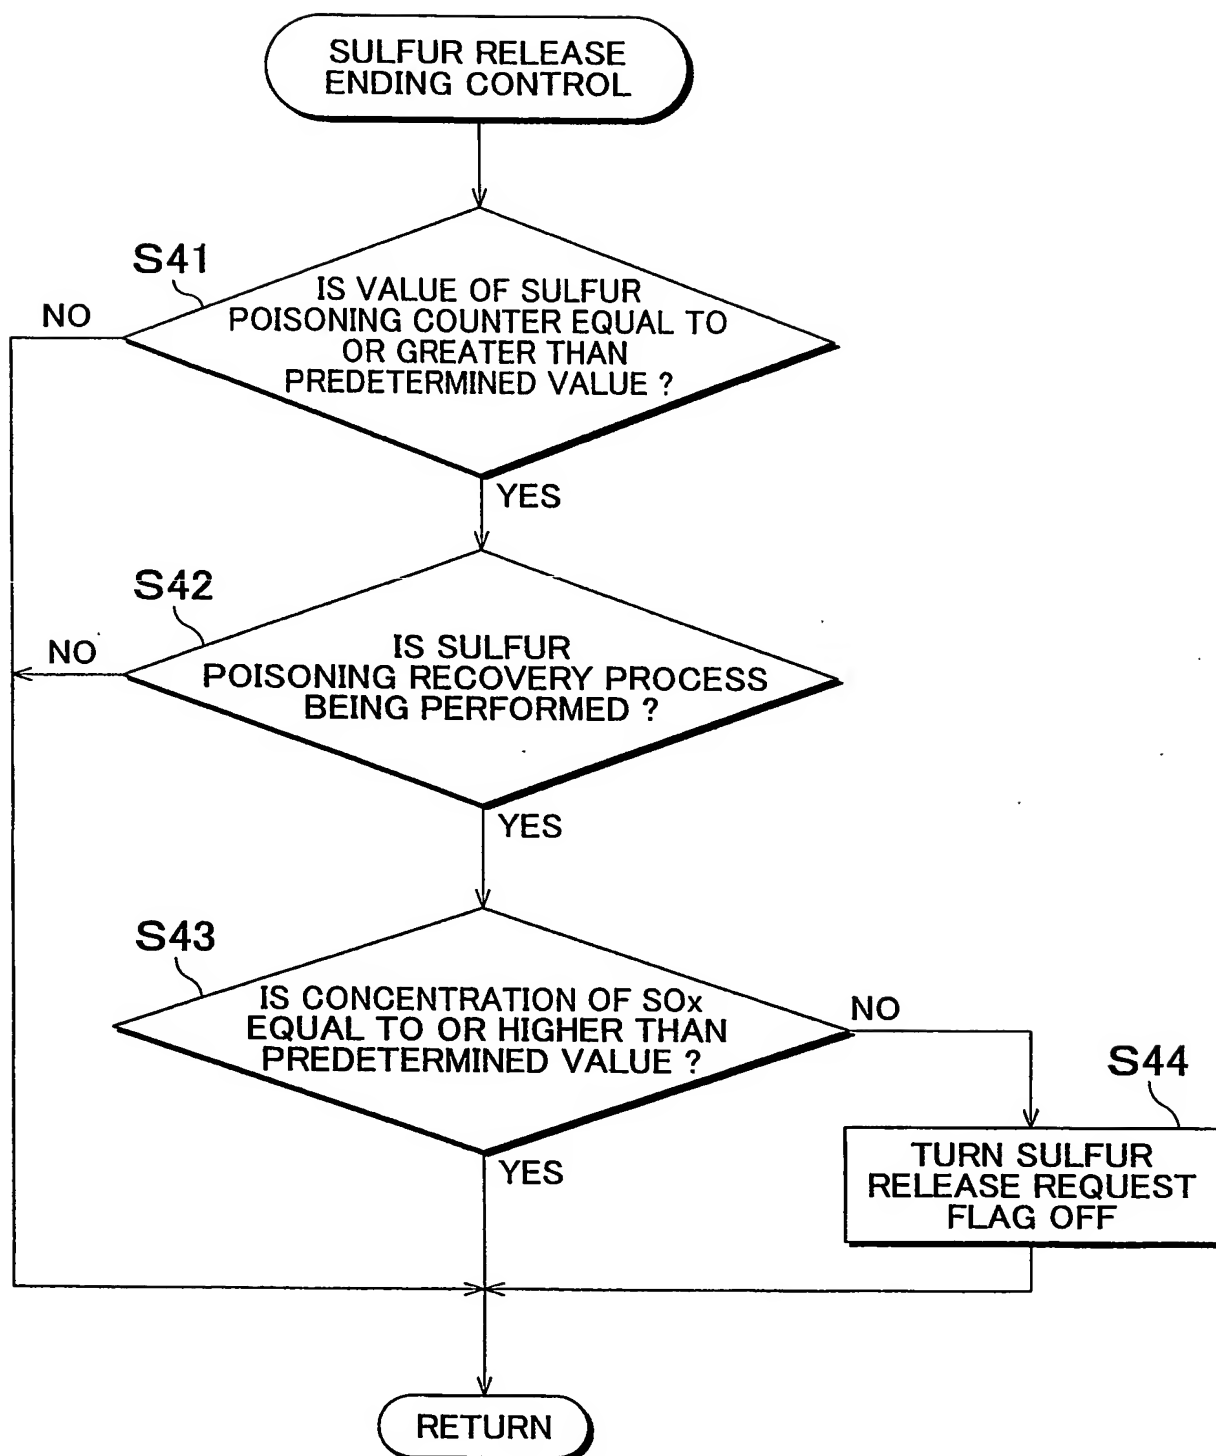 SULFUR RELEASE
ENDING CONTROL
S41
IS VALUE OF SULFUR
POISONING COUNTER EQUAL TO
OR GREATER THAN
PREDETERMINED VALUE ?
NO
YES
S42
IS SULFUR
POISONING RECOVERY PROCESS
BEING PERFORMED ?
NO
YES
S43
IS CONCENTRATION OF SOx
EQUAL TO OR HIGHER THAN
PREDETERMINED VALUE ?
NO
YES
S44
TURN SULFUR
RELEASE REQUEST
FLAG OFF
RETURN